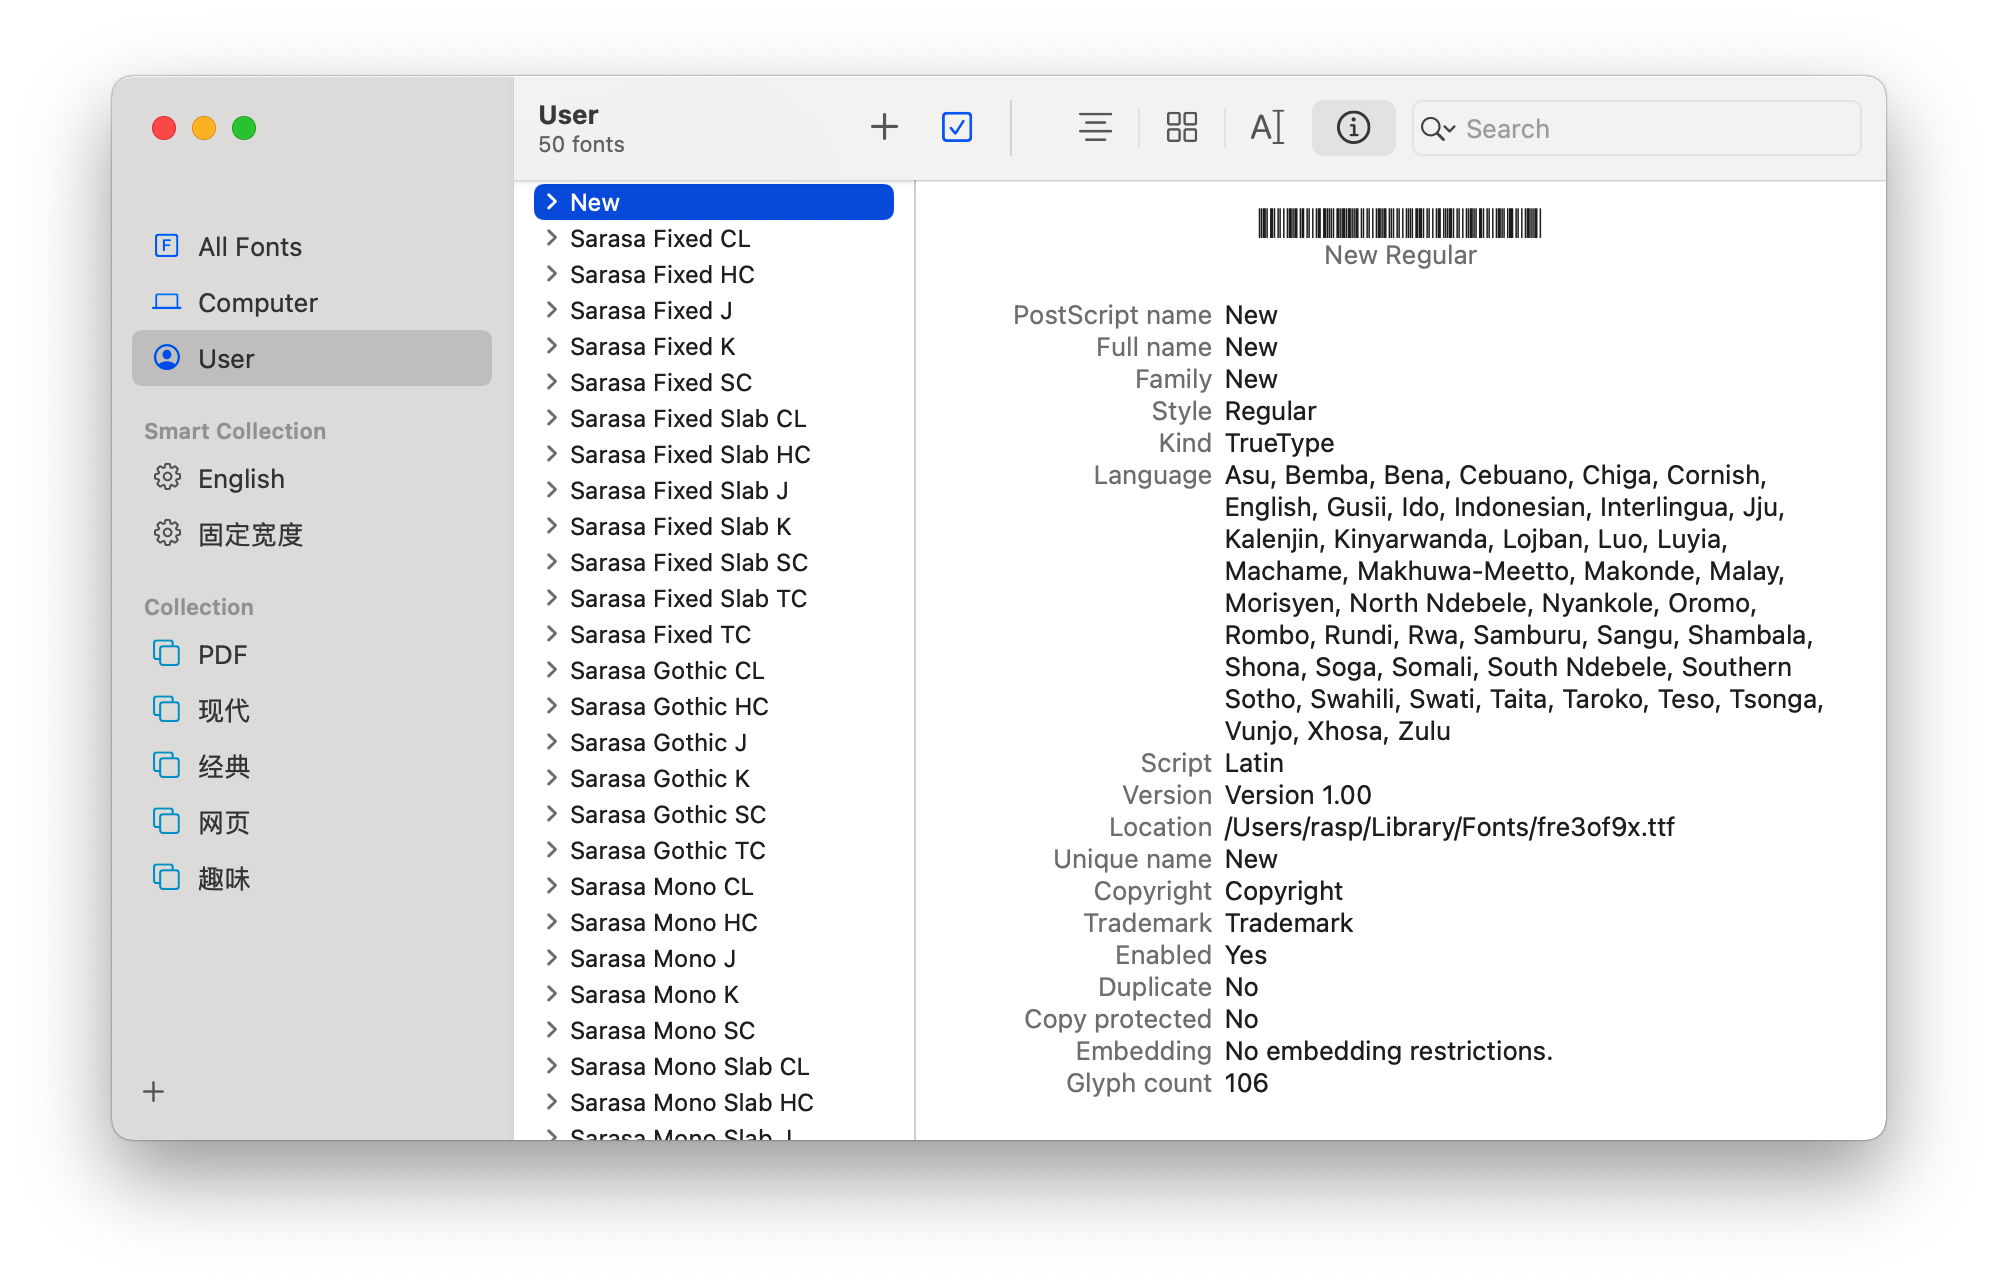 User
50 fonts
Search
All Fonts
Computer
User
Smart Collection
English
固定宽度
Collection
PDF
现代
经典
网页
趣味
New
Sarasa Fixed CL
Sarasa Fixed HC
Sarasa Fixed J
Sarasa Fixed K
Sarasa Fixed SC
Sarasa Fixed Slab CL
Sarasa Fixed Slab HC
Sarasa Fixed Slab J
Sarasa Fixed Slab K
Sarasa Fixed Slab SC
Sarasa Fixed Slab TC
Sarasa Fixed TC
Sarasa Gothic CL
Sarasa Gothic HC
Sarasa Gothic J
Sarasa Gothic K
Sarasa Gothic SC
Sarasa Gothic TC
Sarasa Mono CL
Sarasa Mono HC
Sarasa Mono J
Sarasa Mono K
Sarasa Mono SC
Sarasa Mono Slab CL
Sarasa Mono Slab HC
Sarasa Mono Slab J
New Regular
PostScript name New
Full name New
Family New
Style Regular
Kind TrueType
Language Asu, Bemba, Bena, Cebuano, Chiga, Cornish,
English, Gusii, Ido, Indonesian, Interlingua, Jju,
Kalenjin, Kinyarwanda, Lojban, Luo, Luyia,
Machame, Makhuwa-Meetto, Makonde, Malay,
Morisyen, North Ndebele, Nyankole, Oromo,
Rombo, Rundi, Rwa, Samburu, Sangu, Shambala,
Shona, Soga, Somali, South Ndebele, Southern
Sotho, Swahili, Swati, Taita, Taroko, Teso, Tsonga,
Vunjo, Xhosa, Zulu
Script Latin
Version Version 1.00
Location /Users/rasp/Library/Fonts/fre3of9x.ttf
Unique name New
Copyright Copyright
Trademark Trademark
Enabled Yes
Duplicate No
Copy protected No
Embedding No embedding restrictions.
Glyph count 106